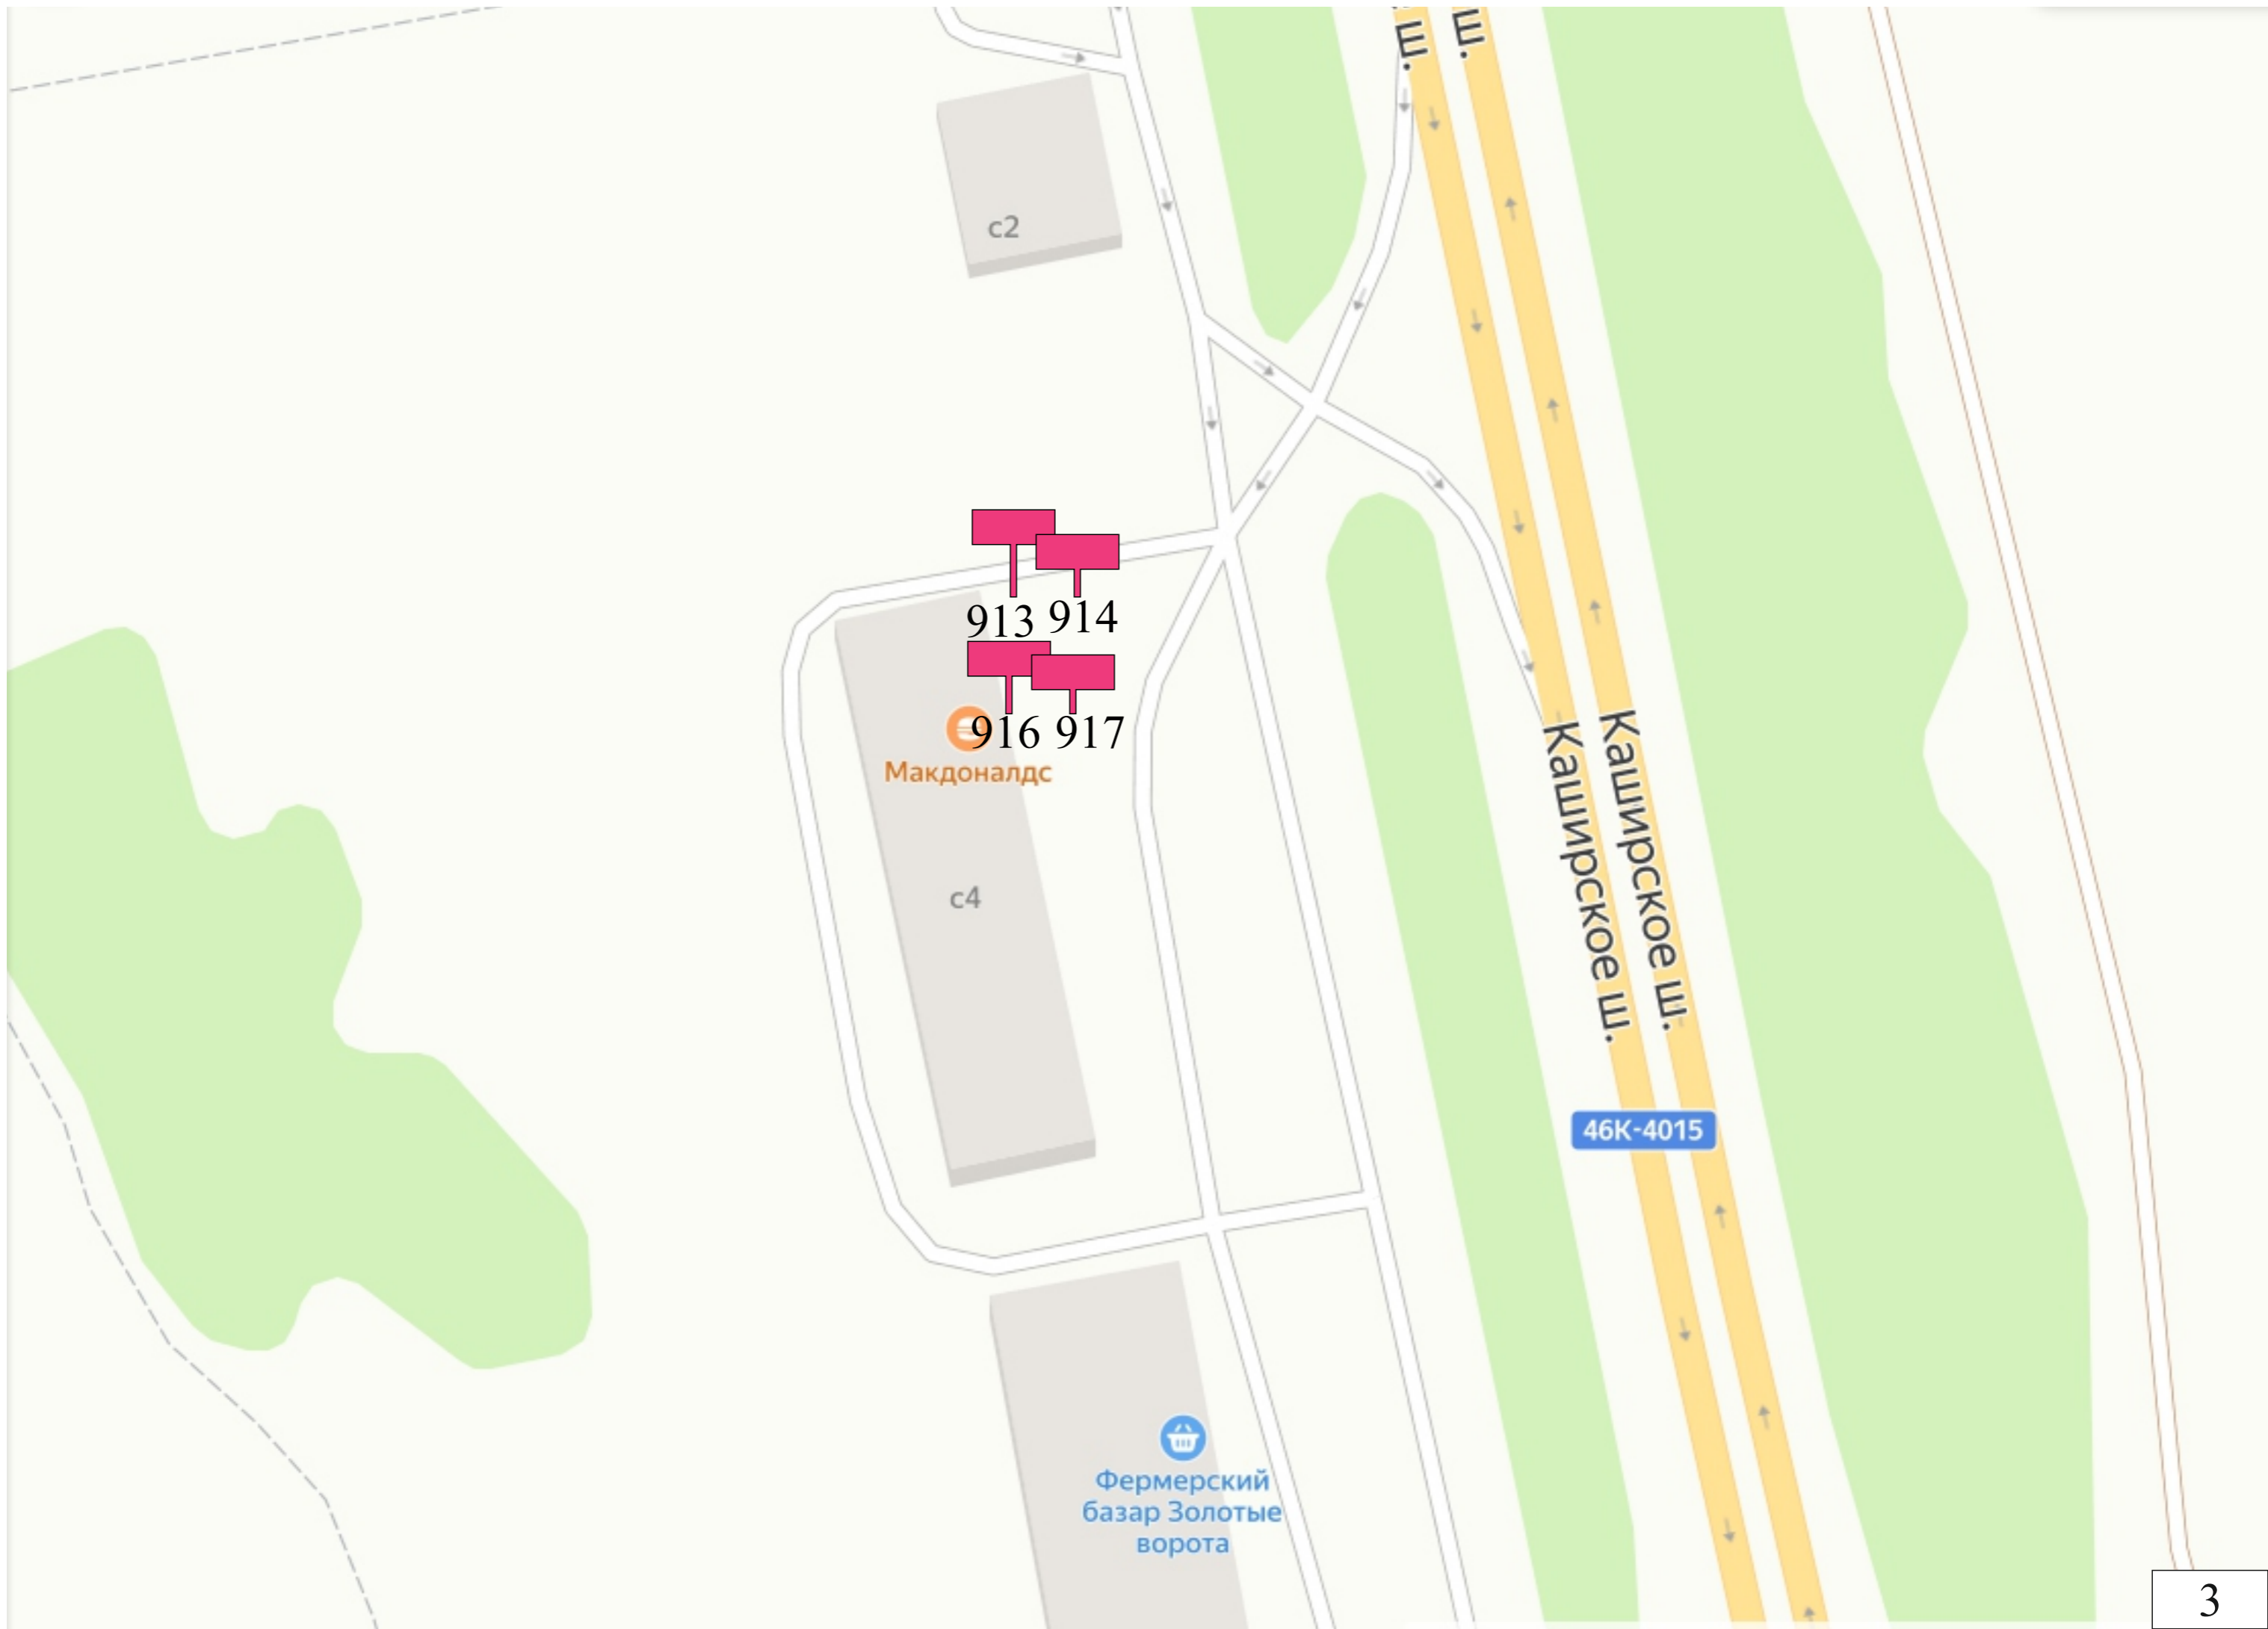 ш.
ш.
с2
913 914
916 917
Макдоналдс
с4
Каширское ш.
Каширское ш.
46К-4015
Фермерский
базар Золотые
ворота
3